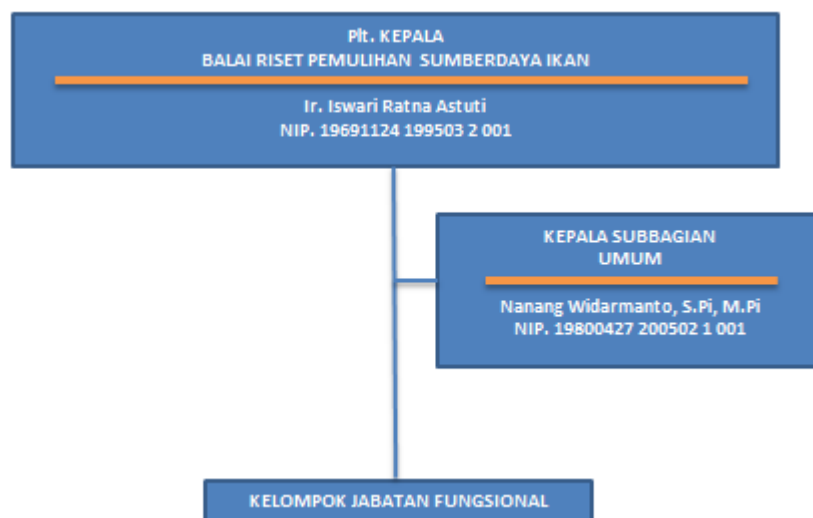 Plt. KEPALA
BALAI RISET PEMULIHAN SUMBERDAYA IKAN
Ir. Iswari Ratna Astuti
NIP. 19691124 199503 2 001
KEPALA SUBBAGIAN
UMUM
Nanang Widarmanto, S.Pi, M.Pi
NIP. 19800427 200502 1 001
KELOMPOK JABATAN FUNGSIONAL